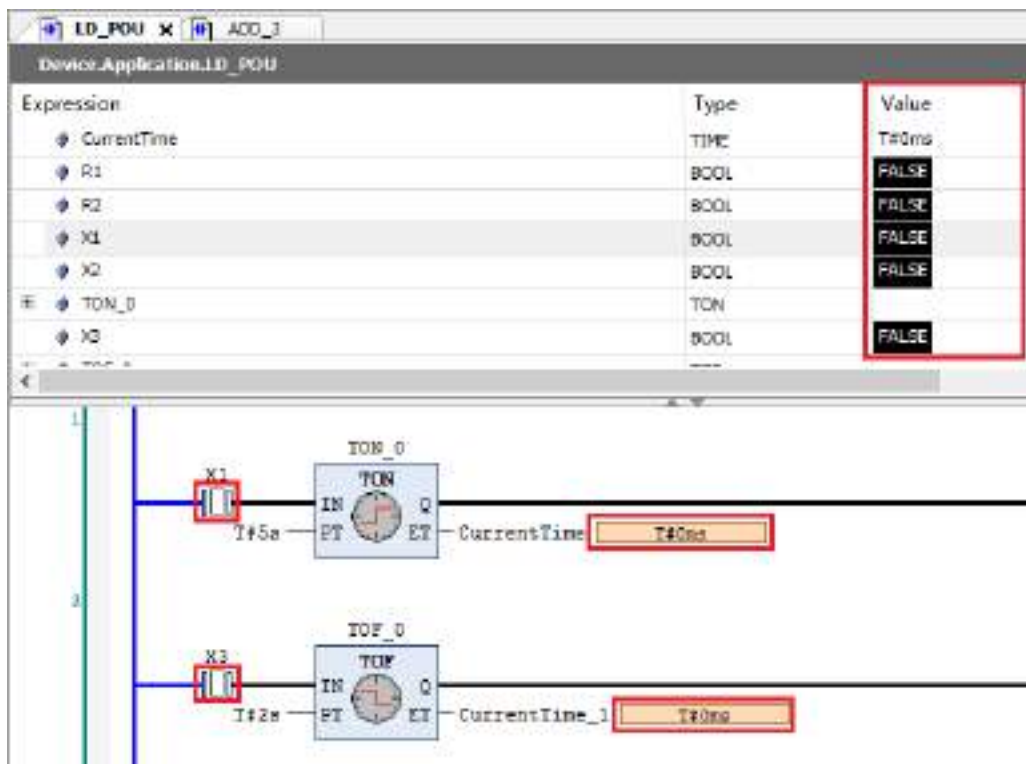 LD_POU ADD_3
Device.Application.LD_POU
Expression Type Value
CurrentTime TIME T#0ms
R1 BOOL FALSE
R2 BOOL FALSE
X1 BOOL FALSE
X2 BOOL FALSE
TON_0 TON
X3 BOOL FALSE
1
TON_0
X1 TON
IN Q
T#5s PT ET CurrentTime T#0ms
2
TOF_0
X3 TOF
IN Q
T#2s PT ET CurrentTime_1 T#0ms